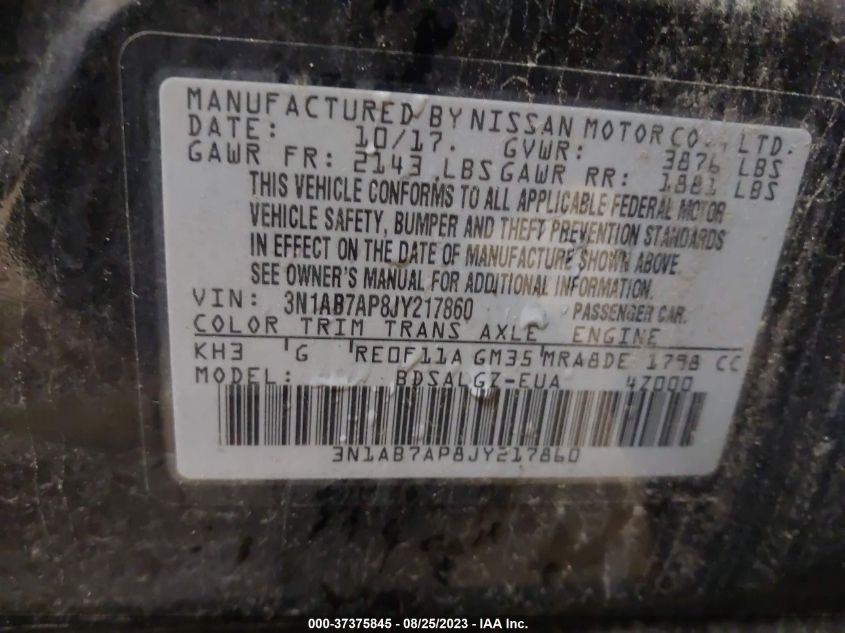 MANUFACTURED BY NISSAN MOTOR CO., LTD.
DATE: 10/17. GVWR: 3876 LBS
GAWR FR: 2143 LBS GAWR RR: 1881 LBS
THIS VEHICLE CONFORMS TO ALL APPLICABLE FEDERAL MOTOR
VEHICLE SAFETY, BUMPER AND THEFT PREVENTION STANDARDS
IN EFFECT ON THE DATE OF MANUFACTURE SHOWN ABOVE.
SEE OWNER'S MANUAL FOR ADDITIONAL INFORMATION.
VIN: 3N1AB7AP8JY217860 PASSENGER CAR.
COLOR TRIM TRANS AXLE ENGINE
KH3 G RE0F11A GM35 MRA8DE 1798 CC
MODEL: BDSALGZ-EUA 4Z000
3N1AB7AP8JY217860
000-37375845 - 08/25/2023 - IAA Inc.